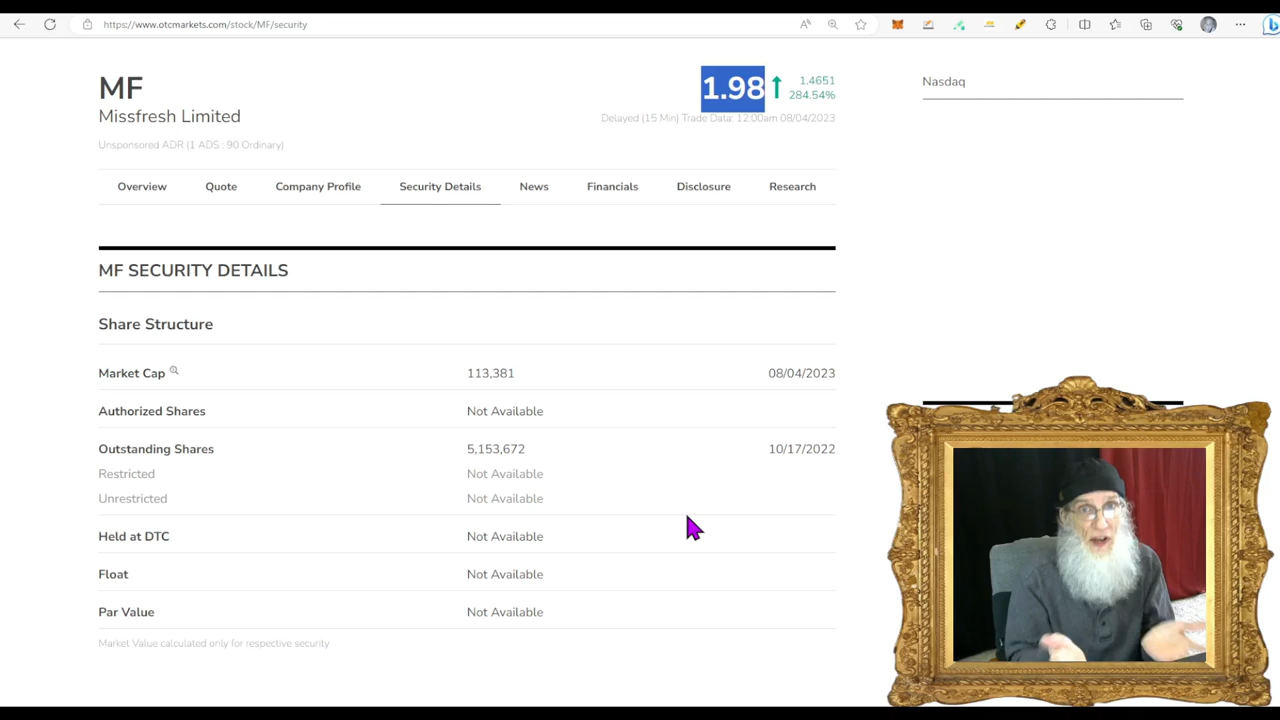 https://www.otcmarkets.com/stock/MF/security
MF
1.98
1.4651
284.54%
Missfresh Limited
Delayed (15 Min) Trade Data: 12:00am 08/04/2023
Unsponsored ADR (1 ADS : 90 Ordinary)
Nasdaq
Overview Quote Company Profile Security Details News Financials Disclosure Research
MF SECURITY DETAILS
Share Structure
Market Cap 113,381 08/04/2023
Authorized Shares Not Available
Outstanding Shares 5,153,672 10/17/2022
Restricted Not Available
Unrestricted Not Available
Held at DTC Not Available
Float Not Available
Par Value Not Available
Market Value calculated only for respective security